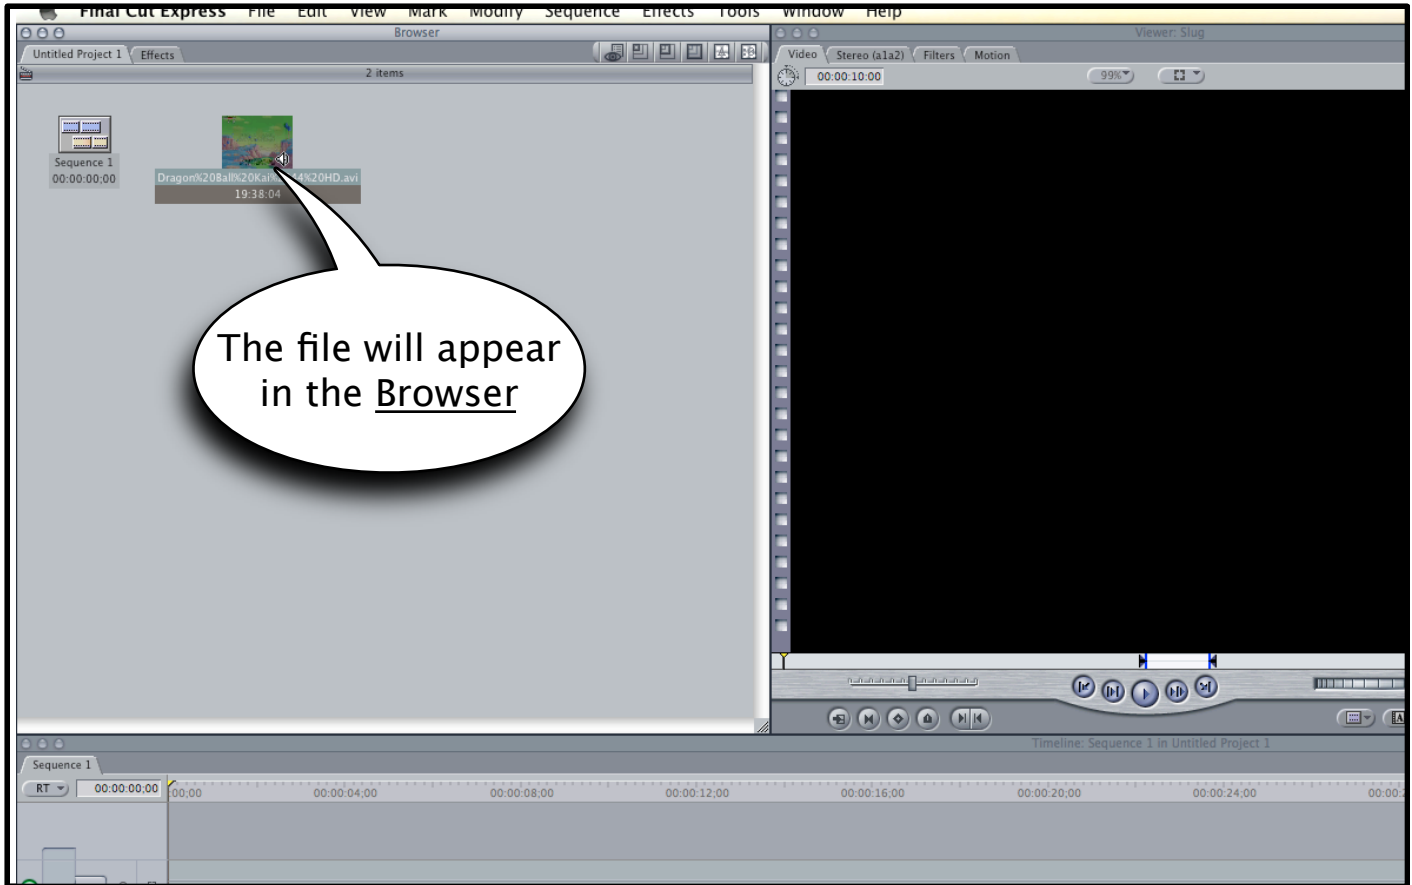 Final Cut Express File Edit View Mark Modify Sequence Effects Tools Window Help
Browser
Viewer: Slug
Untitled Project 1 Effects
Video Stereo (a1a2) Filters Motion
2 items
00:00:10:00 99%
Sequence 1
00:00:00;00
19:38:04
The file will appear
in the Browser
Timeline: Sequence 1 in Untitled Project 1
Sequence 1
RT 00:00:00;00 00;00 00:00:04;00 00:00:08;00 00:00:12;00 00:00:16;00 00:00:20;00 00:00:24;00